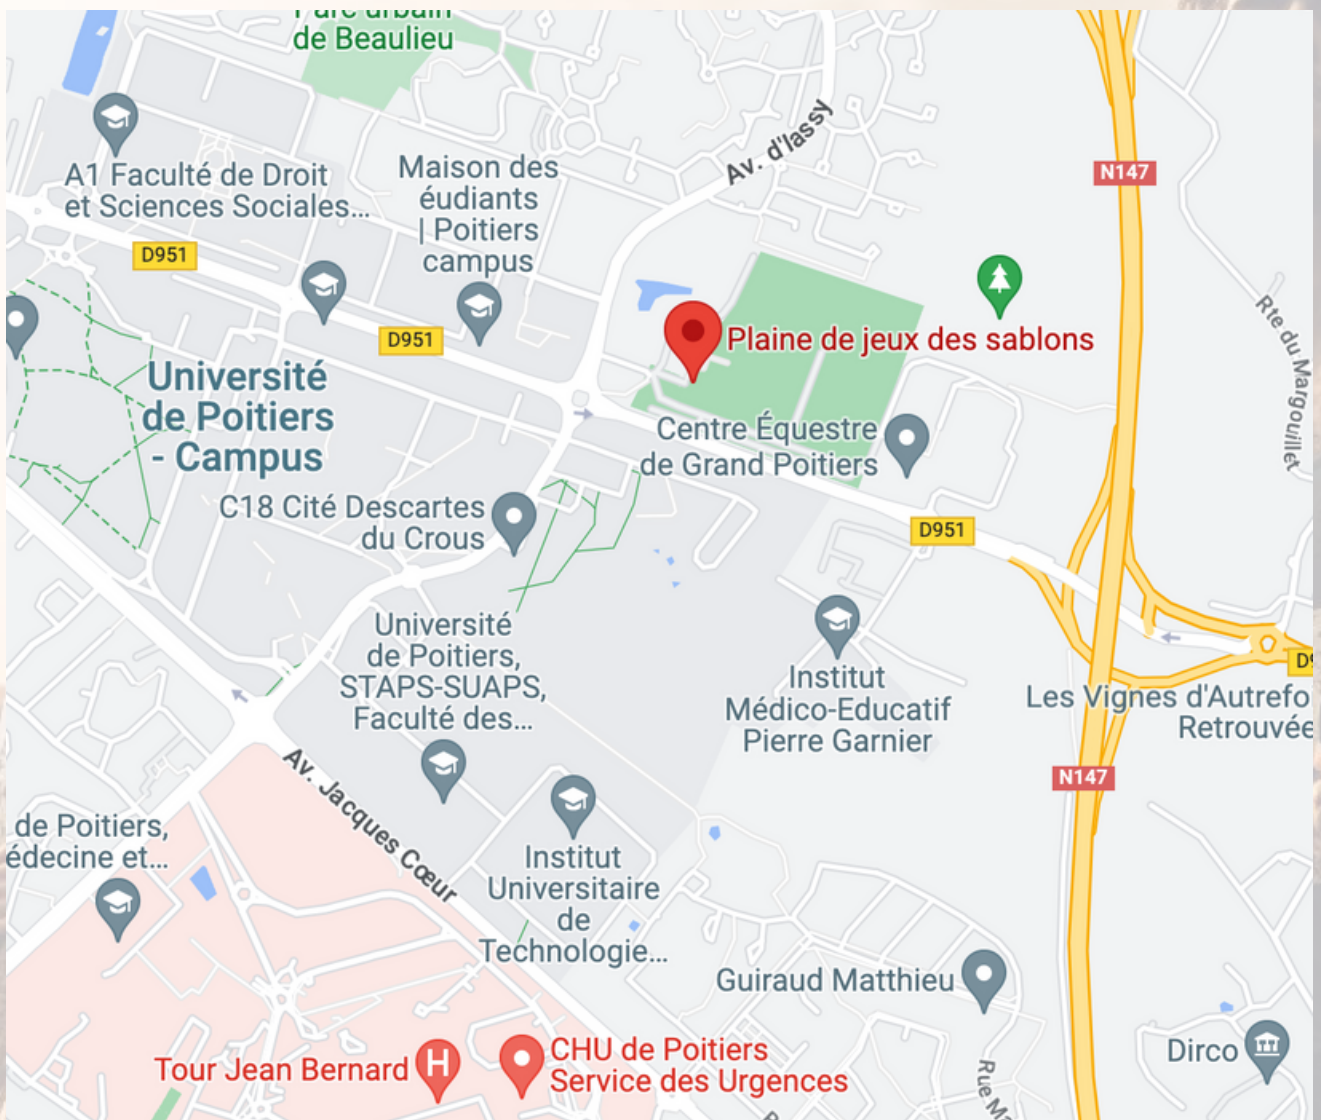 Parc urbain
de Beaulieu
Av. d'Iassy
N147
A1 Faculté de Droit
et Sciences Sociales...
Maison des
éudiants
| Poitiers
campus
D951
D951
Plaine de jeux des sablons
Rte du Margouillet
Université
de Poitiers
- Campus
Centre Équestre
de Grand Poitiers
C18 Cité Descartes
du Crous
D951
Université
de Poitiers,
STAPS-SUAPS,
Faculté des...
Institut
Médico-Educatif
Pierre Garnier
D9
Les Vignes d'Autrefo
Retrouvée
N147
Av. Jacques Cœur
de Poitiers,
édecine et...
Institut
Universitaire
de
Technologie...
Guiraud Matthieu
Tour Jean Bernard
H
CHU de Poitiers
Service des Urgences
Dirco
Rue Ma